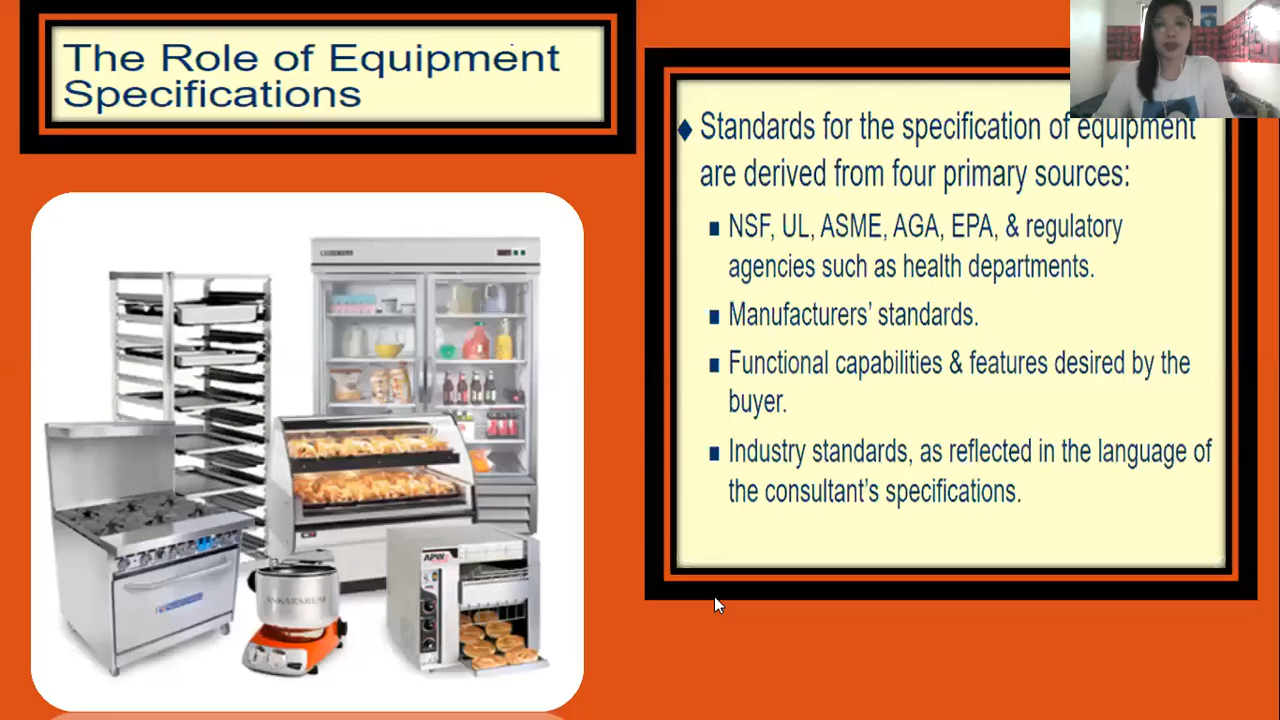 The Role of Equipment
Specifications
Standards for the specification of equipment
are derived from four primary sources:
NSF, UL, ASME, AGA, EPA, & regulatory
agencies such as health departments.
Manufacturers’ standards.
Functional capabilities & features desired by the
buyer.
Industry standards, as reflected in the language of
the consultant’s specifications.
APW
ANKARSRUM